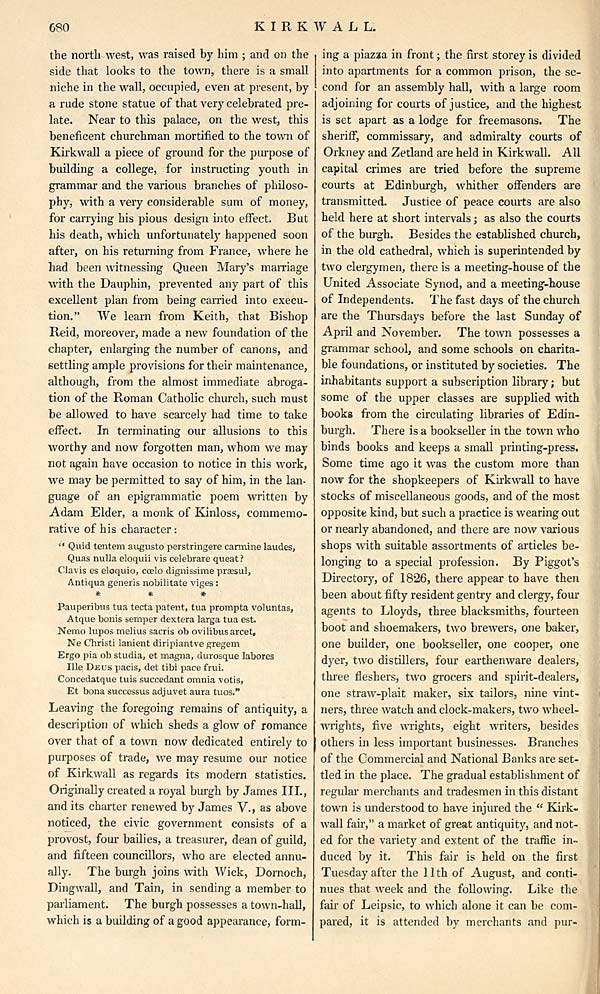 680
KIRKWALL.
the north west, was raised by him ; and on the
side that looks to the town, there is a small
niche in the wall, occupied, even at present, by
a rude stone statue of that very celebrated pre-
late. Near to this palace, on the west, this
beneficent churchman mortified to the town of
Kirkwall a piece of ground for the purpose of
building a college, for instructing youth in
grammar and the various branches of philoso-
phy, with a very considerable sum of money,
for carrying his pious design into effect. But
his death, which unfortunately happened soon
after, on his returning from France, where he
had been witnessing Queen Mary's marriage
with the Dauphin, prevented any part of this
excellent plan from being carried into execu-
tion." We learn from Keith, that Bishop
Reid, moreover, made a new foundation of the
chapter, enlarging the number of canons, and
settling ample provisions for their maintenance,
although, from the almost immediate abroga-
tion of the Roman Catholic church, such must
be allowed to have scarcely had time to take
effect. In terminating our allusions to this
worthy and now forgotten man, whom we may
not again have occasion to notice in this work,
we may be permitted to say of him, in the lan-
guage of an epigrammatic poem written by
Adam Elder, a monk of Kinloss, commemo-
rative of his character :
" Quid tentem augusto perstringere carmine laudes,
Quas nulla eloquii vis celebrare queat?
Clavis es eloquio, cœlo dignissime præsul,
Antiqua generis nobilitate viges :
* * *
Pauperibus tua tecta patent, tua prompta voluntas,
Atque bonis semper dextera larga tua est.
Nemo lupos melius sacris ob ovilibus arcet,
Ne Christi lanient diripiantve gregem
Ergo pia ob studia, et magna, durosque labores
Ille DEUS pacis, det tibi pace frui.
Concedatque tuis succedant omnia votis,
Et bona successus adjuvet aura tuos."
Leaving the foregoing remains of antiquity, a
description of which sheds a glow of romance
over that of a town now dedicated entirely to
purposes of trade, we may resume our notice
of Kirkwall as regards its modern statistics.
Originally created a royal burgh by James III.,
and its charter renewed by James V., as above
noticed, the civic government consists of a
provost, four bailies, a treasurer, dean of guild,
and fifteen councillors, who are elected annu-
ally. The burgh joins with Wick, Dornoch,
Dingwall, and Tain, in sending a member to
parliament. The burgh possesses a town-hall,
which is a building of a good appearance, form-
ing a piazza in front ; the first storey is divided
into apartments for a common prison, the se-
cond for an assembly hall, with a large room
adjoining for courts of justice, and the highest
is set apart as a lodge for freemasons. The
sheriff, commissary, and admiralty courts of
Orkney and Zetland are held in Kirkwall. All
capital crimes are tried before the supreme
courts at Edinburgh, whither offenders are
transmitted. Justice of peace courts are also
held here at short intervals ; as also the courts
of the burgh. Besides the established church,
in the old cathedral, which is superintended by
two clergymen, there is a meeting-house of the
United Associate Synod, and a meeting-house
of Independents. The fast days of the church
are the Thursdays before the last Sunday of
April and November. The town possesses a
grammar school, and some schools on charita-
ble foundations, or instituted by societies. The
inhabitants support a subscription library ; but
some of the upper classes are supplied with
books from the circulating libraries of Edin-
burgh. There is a bookseller in the town who
binds books and keeps a small printing-press.
Some time ago it was the custom more than
now for the shopkeepers of Kirkwall to have
stocks of miscellaneous goods, and of the most
opposite kind, but such a practice is wearing out
or nearly abandoned, and there are now various
shops with suitable assortments of articles be-
longing to a special profession. By Piggot's
Directory, of 1826, there appear to have then
been about fifty resident gentry and clergy, four
agents to Lloyds, three blacksmiths, fourteen
boot and shoemakers, two brewers, one baker,
one builder, one bookseller, one cooper, one
dyer, two distillers, four earthenware dealers,
three fleshers, two grocers and spirit-dealers,
one straw-plait maker, six tailors, nine vint-
ners, three watch and clock-makers, two wheel-
wrights, five wrights, eight writers, besides
others in less important businesses. Branches
of the Commercial and National Banks are set-
tled in the place. The gradual establishment of
regular merchants and tradesmen in this distant
town is understood to have injured the " Kirk-
wall fair," a market of great antiquity, and not-
ed for the variety and extent of the traffic in-
duced by it. This fair is held on the first
Tuesday after the 11th of August, and conti-
nues that week and the following. Like the
fair of Leipsic, to which alone it can be com-
pared, it is attended by merchants and pur-